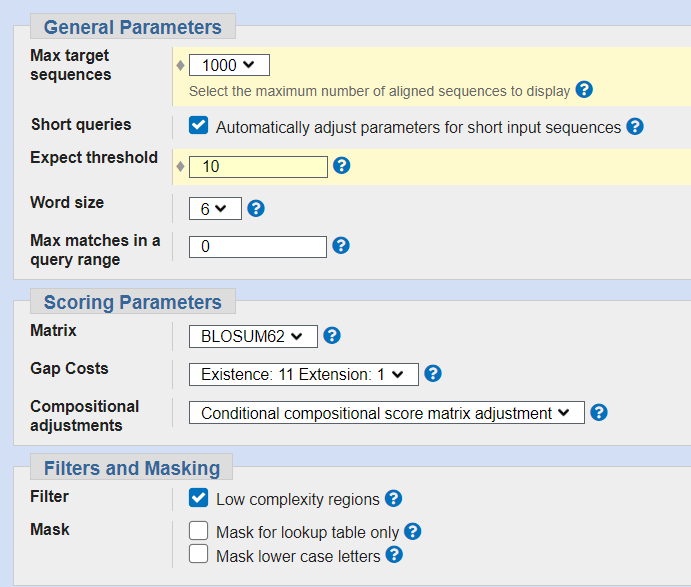 General Parameters
Max target
sequences
1000
Select the maximum number of aligned sequences to display ?
Short queries
Automatically adjust parameters for short input sequences ?
Expect threshold
10 ?
Word size
6 ?
Max matches in a
query range
0 ?
Scoring Parameters
Matrix
BLOSUM62 ?
Gap Costs
Existence: 11 Extension: 1 ?
Compositional
adjustments
Conditional compositional score matrix adjustment ?
Filters and Masking
Filter
Low complexity regions ?
Mask
Mask for lookup table only ?
Mask lower case letters ?